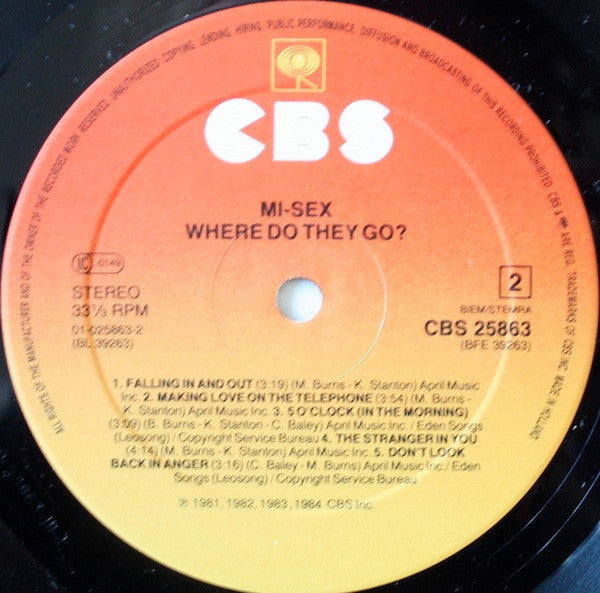 ALL RIGHTS OF THE MANUFACTURER AND OF THE OWNER OF THE RECORDED WORK RESERVED. UNAUTHORIZED COPYING, LENDING, HIRING, PUBLIC PERFORMANCE, DIFFUSION AND BROADCASTING OF THIS RECORDING PROHIBITED. CBS & ARE REG. TRADEMARKS OF CBS INC. MADE IN HOLLAND
CBS
MI-SEX
WHERE DO THEY GO?
LC 0149
STEREO
33⅓ RPM
01-025863-2
(BL 39263)
2
BIEM/STEMRA
CBS 25863
(BFE 39263)
1. FALLING IN AND OUT (3:19) (M. Burns - K. Stanton) April Music
Inc 2. MAKING LOVE ON THE TELEPHONE (3:54) (M. Burns -
K. Stanton) April Music Inc. 3. 5 O'CLOCK (IN THE MORNING)
(3:09) (B. Burns - K. Stanton - C. Baley) April Music Inc./ Eden Songs
(Leosong) / Copyright Service Bureau 4. THE STRANGER IN YOU
(4:14) (M. Burns - K. Stanton) April Music Inc 5. DON'T LOOK
BACK IN ANGER (3:16) (C. Baley - M. Burns) April Music Inc./ Eden
Songs (Leosong) / Copyright Service Bureau
℗ 1981, 1982, 1983, 1984 CBS Inc.